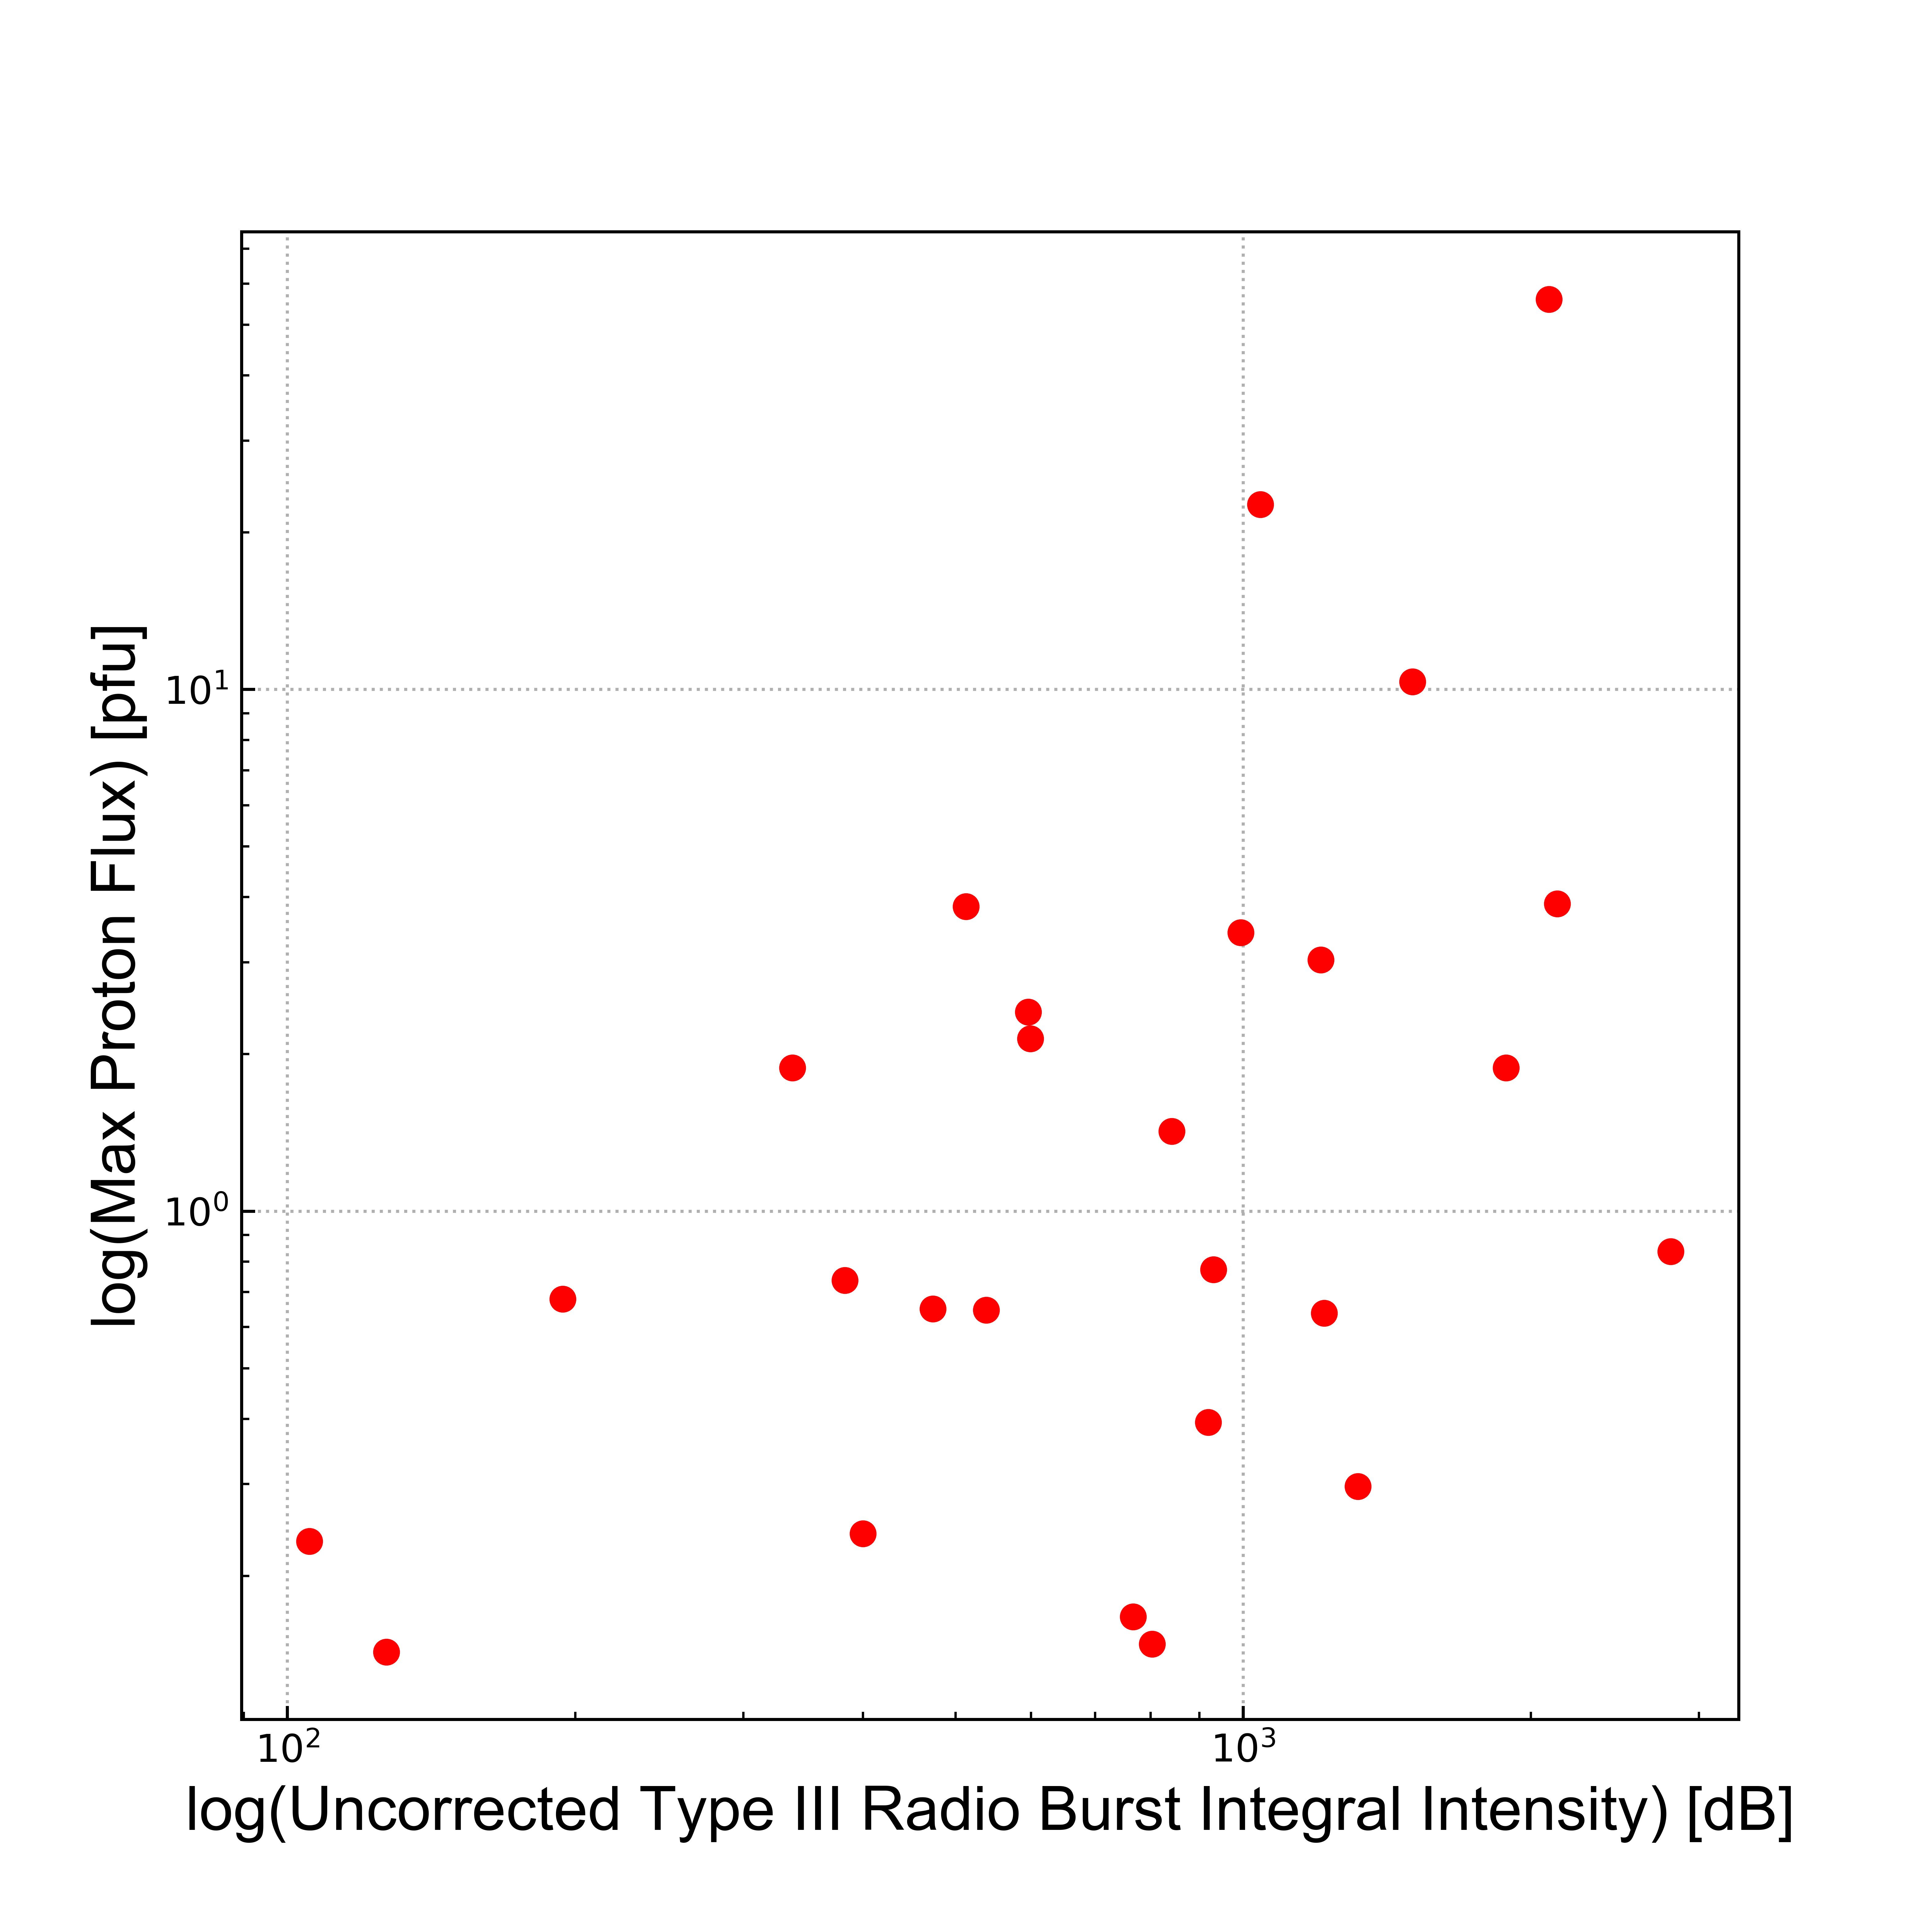 log(Max Proton Flux) [pfu]
10¹
10⁰
10² 10³
log(Uncorrected Type III Radio Burst Integral Intensity) [dB]